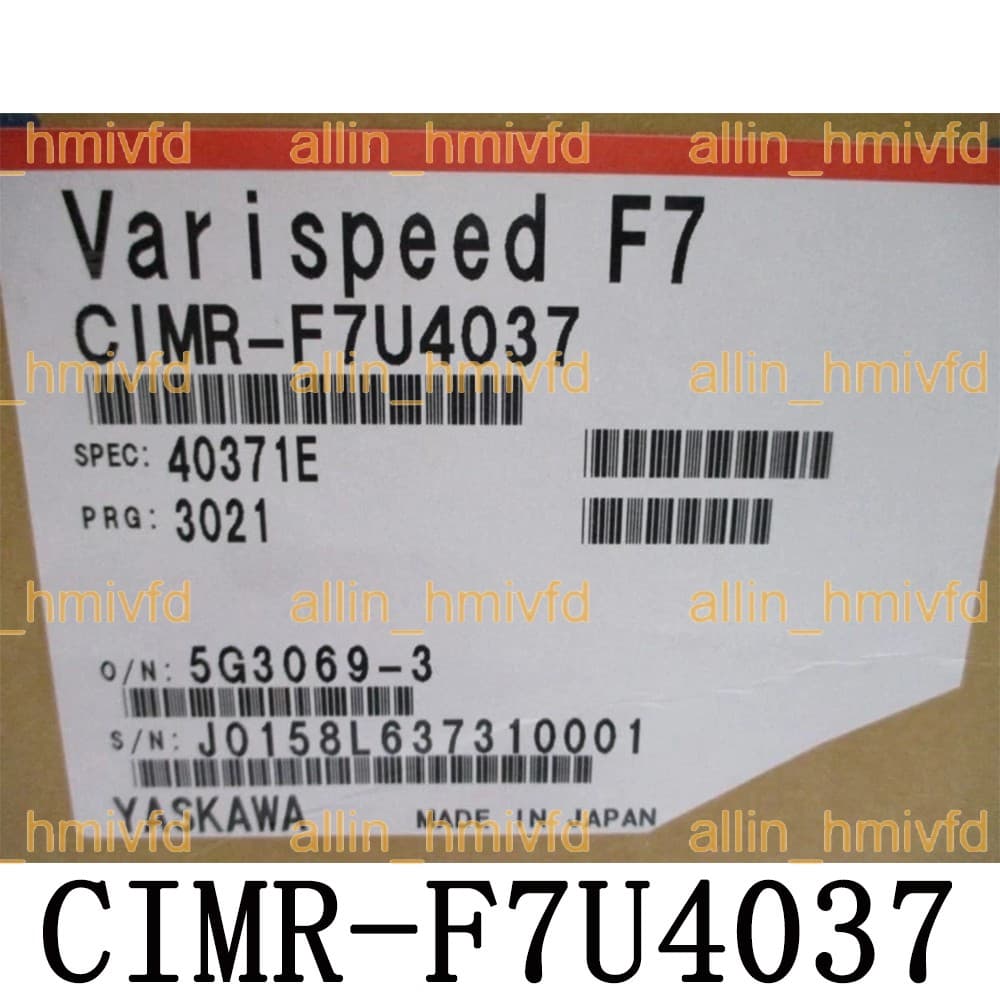 _hmivfd allin_hmivfd allin_hmivfd
Varispeed F7
CIMR-F7U4037
_hmivfd allin_hmivfd allin_hmivfd
SPEC: 40371E
PRG: 3021
_hmivfd allin_hmivfd allin_hmivfd
O/N: 5G3069-3
S/N: J0158L637310001
YASKAWA MADE IN JAPAN
_hmivfd allin_hmivfd allin_hmivfd
CIMR-F7U4037